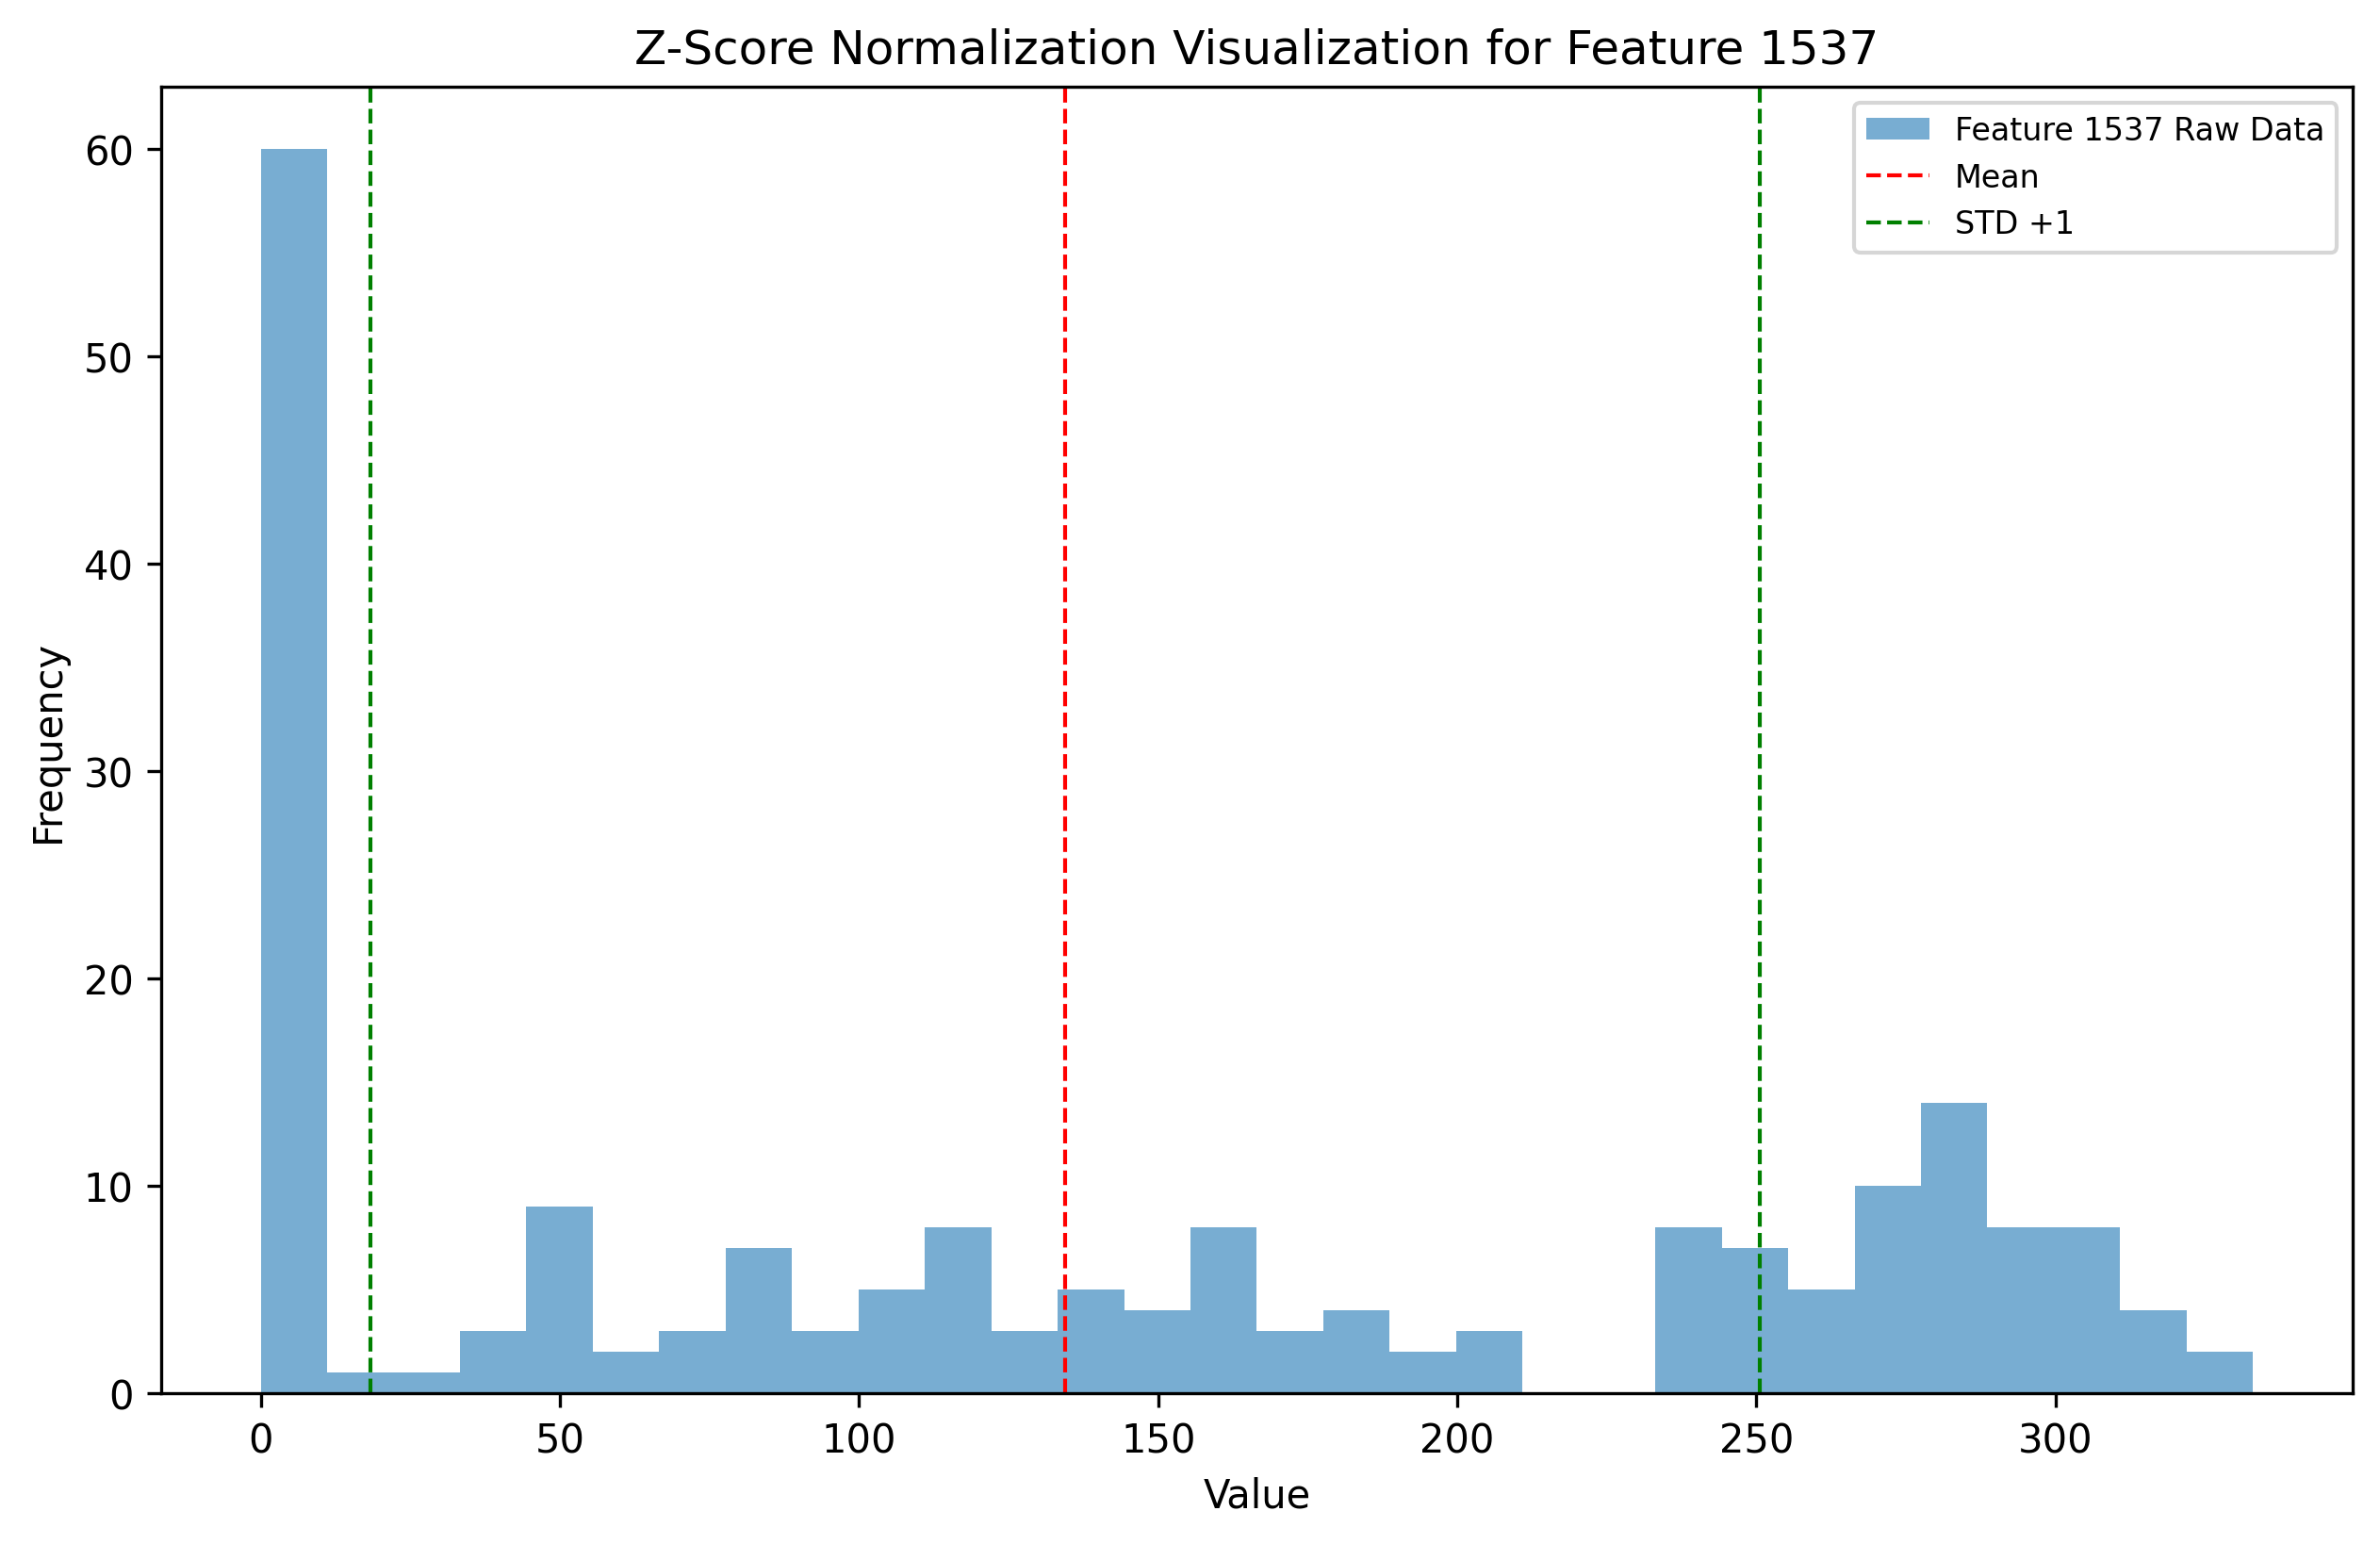 Z-Score Normalization Visualization for Feature 1537
Feature 1537 Raw Data
Mean
STD +1
60
50
40
30
20
10
0
Frequency
0 50 100 150 200 250 300
Value